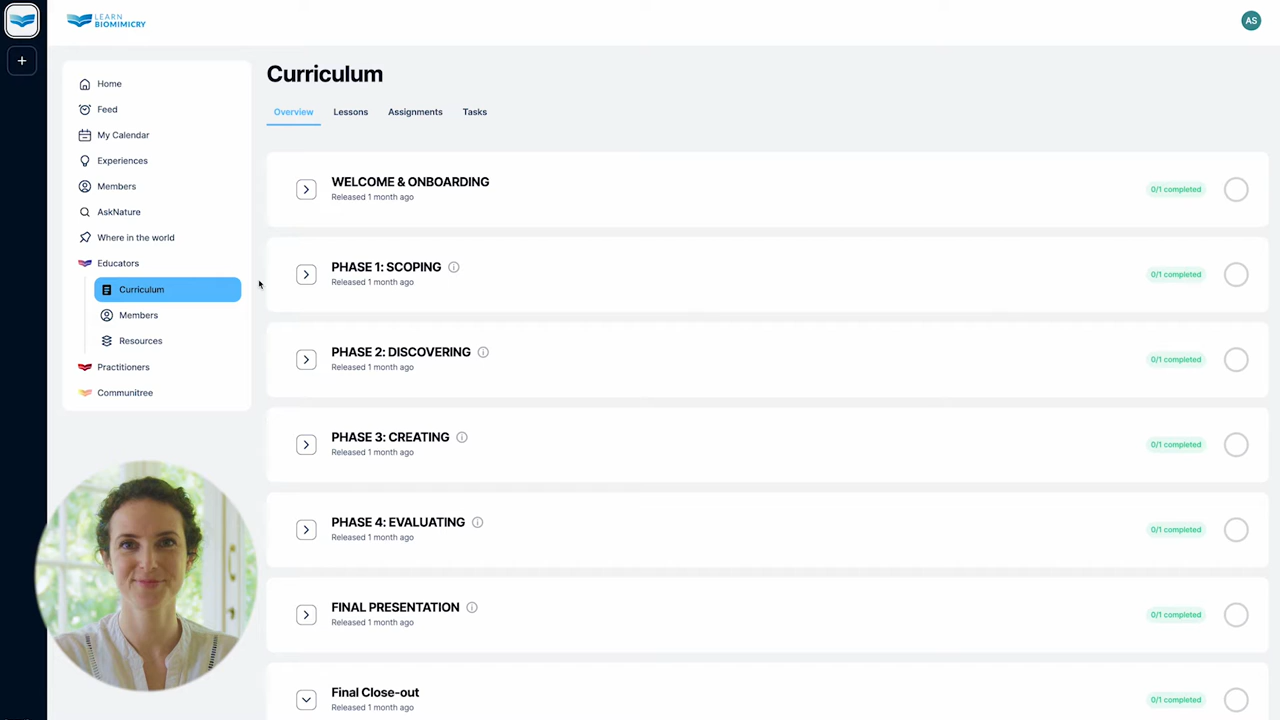 LEARN
BIOMIMICRY
AS
Home
Feed
My Calendar
Experiences
Members
AskNature
Where in the world
Educators
Curriculum
Members
Resources
Practitioners
Communitree
Curriculum
Overview Lessons Assignments Tasks
WELCOME & ONBOARDING
Released 1 month ago
0/1 completed
PHASE 1: SCOPING
Released 1 month ago
0/1 completed
PHASE 2: DISCOVERING
Released 1 month ago
0/1 completed
PHASE 3: CREATING
Released 1 month ago
0/1 completed
PHASE 4: EVALUATING
Released 1 month ago
0/1 completed
FINAL PRESENTATION
Released 1 month ago
0/1 completed
Final Close-out
0/1 completed